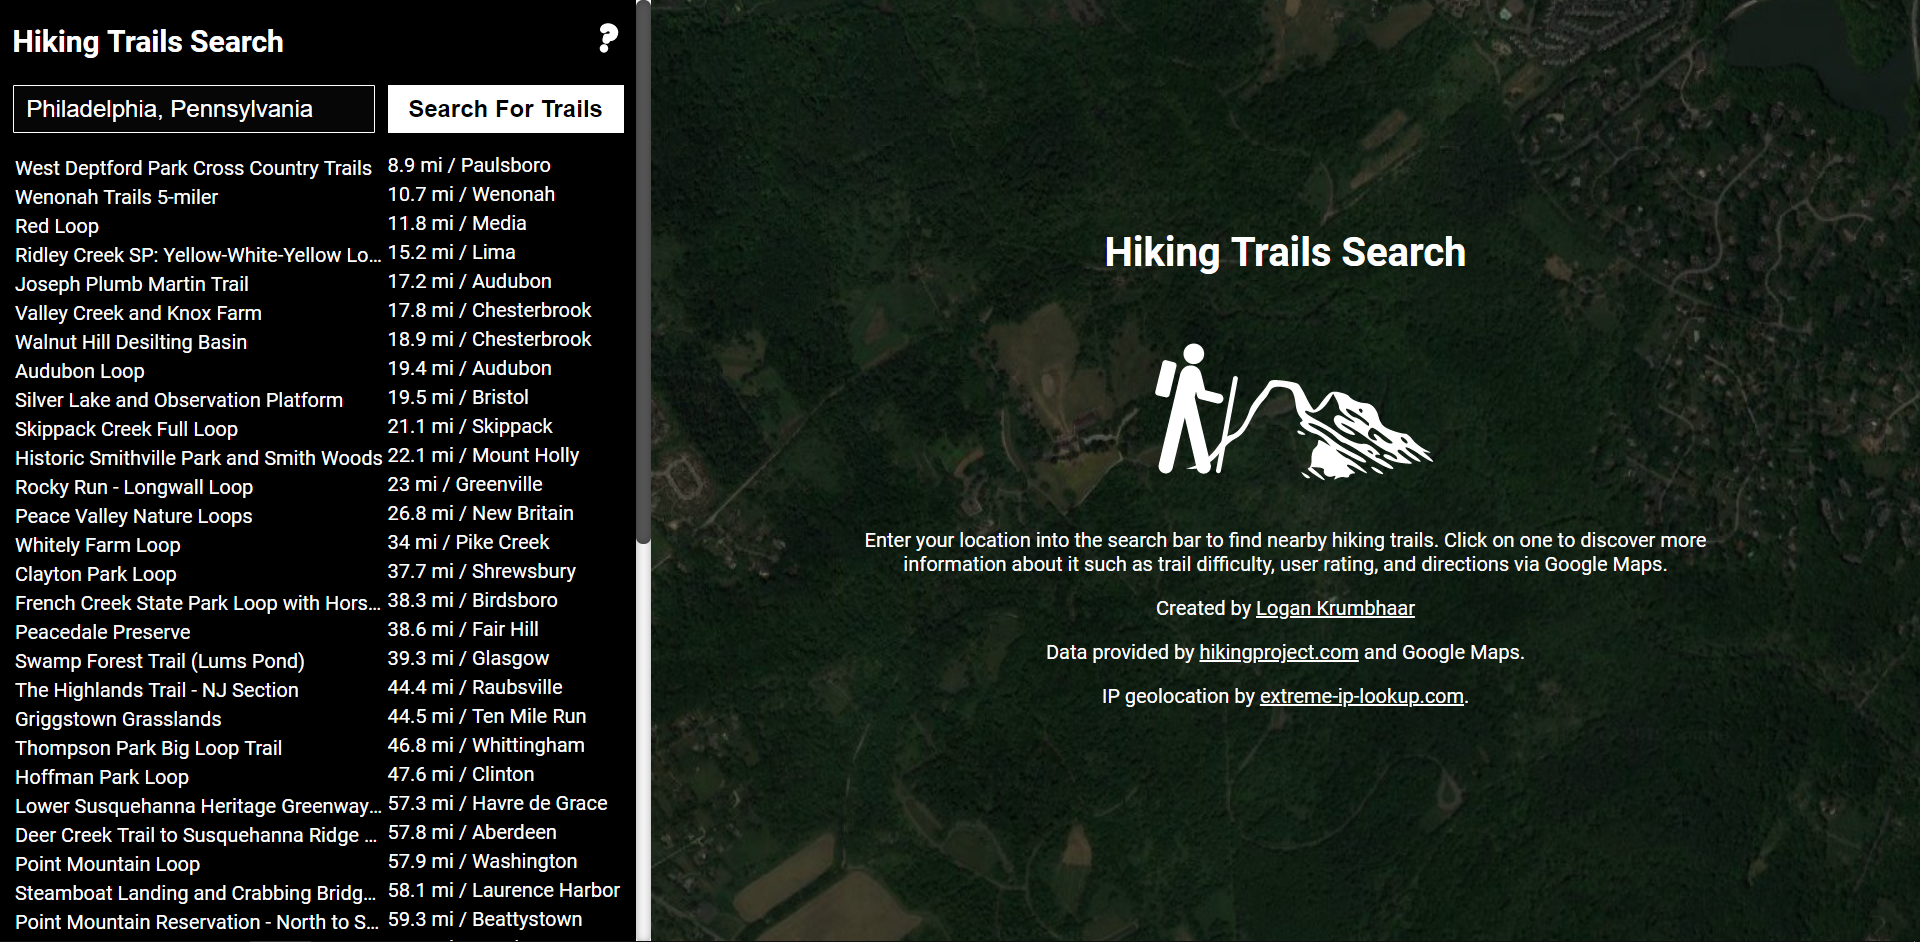 Hiking Trails Search
?
Philadelphia, Pennsylvania
Search For Trails
West Deptford Park Cross Country Trails 8.9 mi / Paulsboro
Wenonah Trails 5-miler 10.7 mi / Wenonah
Red Loop 11.8 mi / Media
Ridley Creek SP: Yellow-White-Yellow Lo... 15.2 mi / Lima
Joseph Plumb Martin Trail 17.2 mi / Audubon
Valley Creek and Knox Farm 17.8 mi / Chesterbrook
Walnut Hill Desilting Basin 18.9 mi / Chesterbrook
Audubon Loop 19.4 mi / Audubon
Silver Lake and Observation Platform 19.5 mi / Bristol
Skippack Creek Full Loop 21.1 mi / Skippack
Historic Smithville Park and Smith Woods 22.1 mi / Mount Holly
Rocky Run - Longwall Loop 23 mi / Greenville
Peace Valley Nature Loops 26.8 mi / New Britain
Whitely Farm Loop 34 mi / Pike Creek
Clayton Park Loop 37.7 mi / Shrewsbury
French Creek State Park Loop with Hors... 38.3 mi / Birdsboro
Peacedale Preserve 38.6 mi / Fair Hill
Swamp Forest Trail (Lums Pond) 39.3 mi / Glasgow
The Highlands Trail - NJ Section 44.4 mi / Raubsville
Griggstown Grasslands 44.5 mi / Ten Mile Run
Thompson Park Big Loop Trail 46.8 mi / Whittingham
Hoffman Park Loop 47.6 mi / Clinton
Lower Susquehanna Heritage Greenway... 57.3 mi / Havre de Grace
Deer Creek Trail to Susquehanna Ridge ... 57.8 mi / Aberdeen
Point Mountain Loop 57.9 mi / Washington
Steamboat Landing and Crabbing Bridg... 58.1 mi / Laurence Harbor
Point Mountain Reservation - North to S... 59.3 mi / Beattystown
Hiking Trails Search
Enter your location into the search bar to find nearby hiking trails. Click on one to discover more
information about it such as trail difficulty, user rating, and directions via Google Maps.
Created by Logan Krumbhaar
Data provided by hikingproject.com and Google Maps.
IP geolocation by extreme-ip-lookup.com.